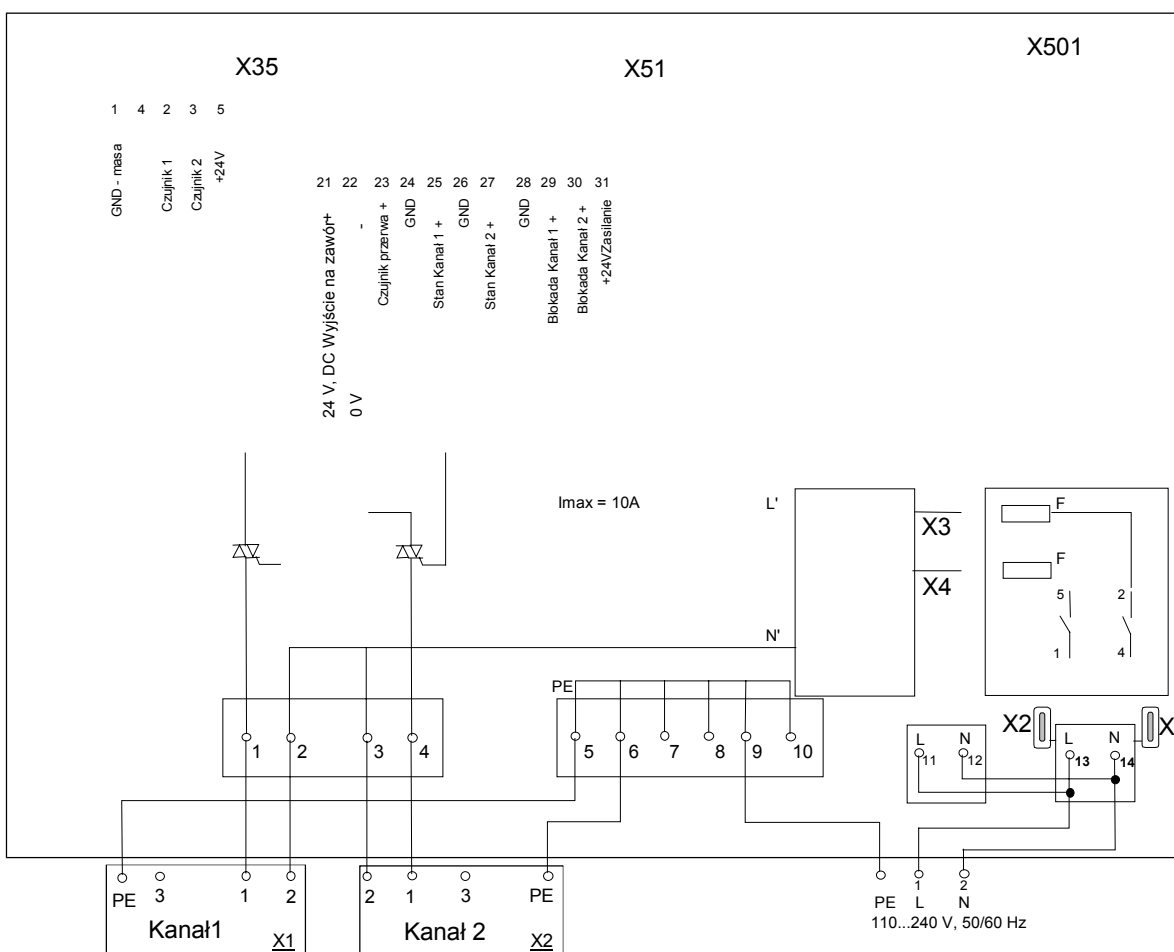 X35
X51
X501
1 4 2 3 5
GND - masa
Czujnik 1
Czujnik 2
+24V
21 22 23 24 25 26 27 28 29 30 31
24 V, DC Wyjście na zawór+
0 V -
Czujnik przerwa +
GND
Stan Kanał 1 +
GND
Stan Kanał 2 +
GND
Blokada Kanał 1 +
Blokada Kanał 2 +
+24VZasilanie
Imax = 10A
L'
X3
F
X4
F
5 2
1 4
N'
PE
X2 X
L N
11 12
L N
13 14
1 2 3 4
5 6 7 8 9 10
PE 3 1 2
Kanał1 X1
2 1 3 PE
Kanał 2 X2
1 2
PE L N
110...240 V, 50/60 Hz